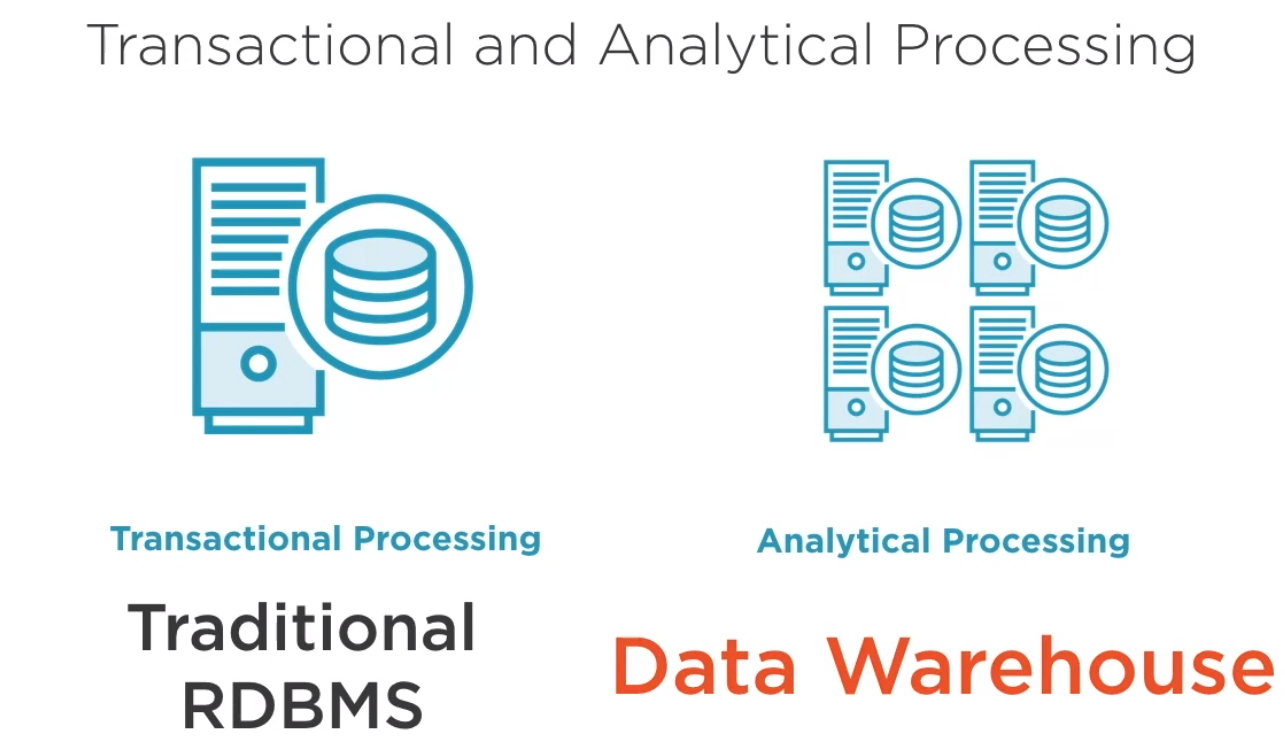 Transactional and Analytical Processing
Transactional Processing
Traditional
RDBMS
Analytical Processing
Data Warehouse